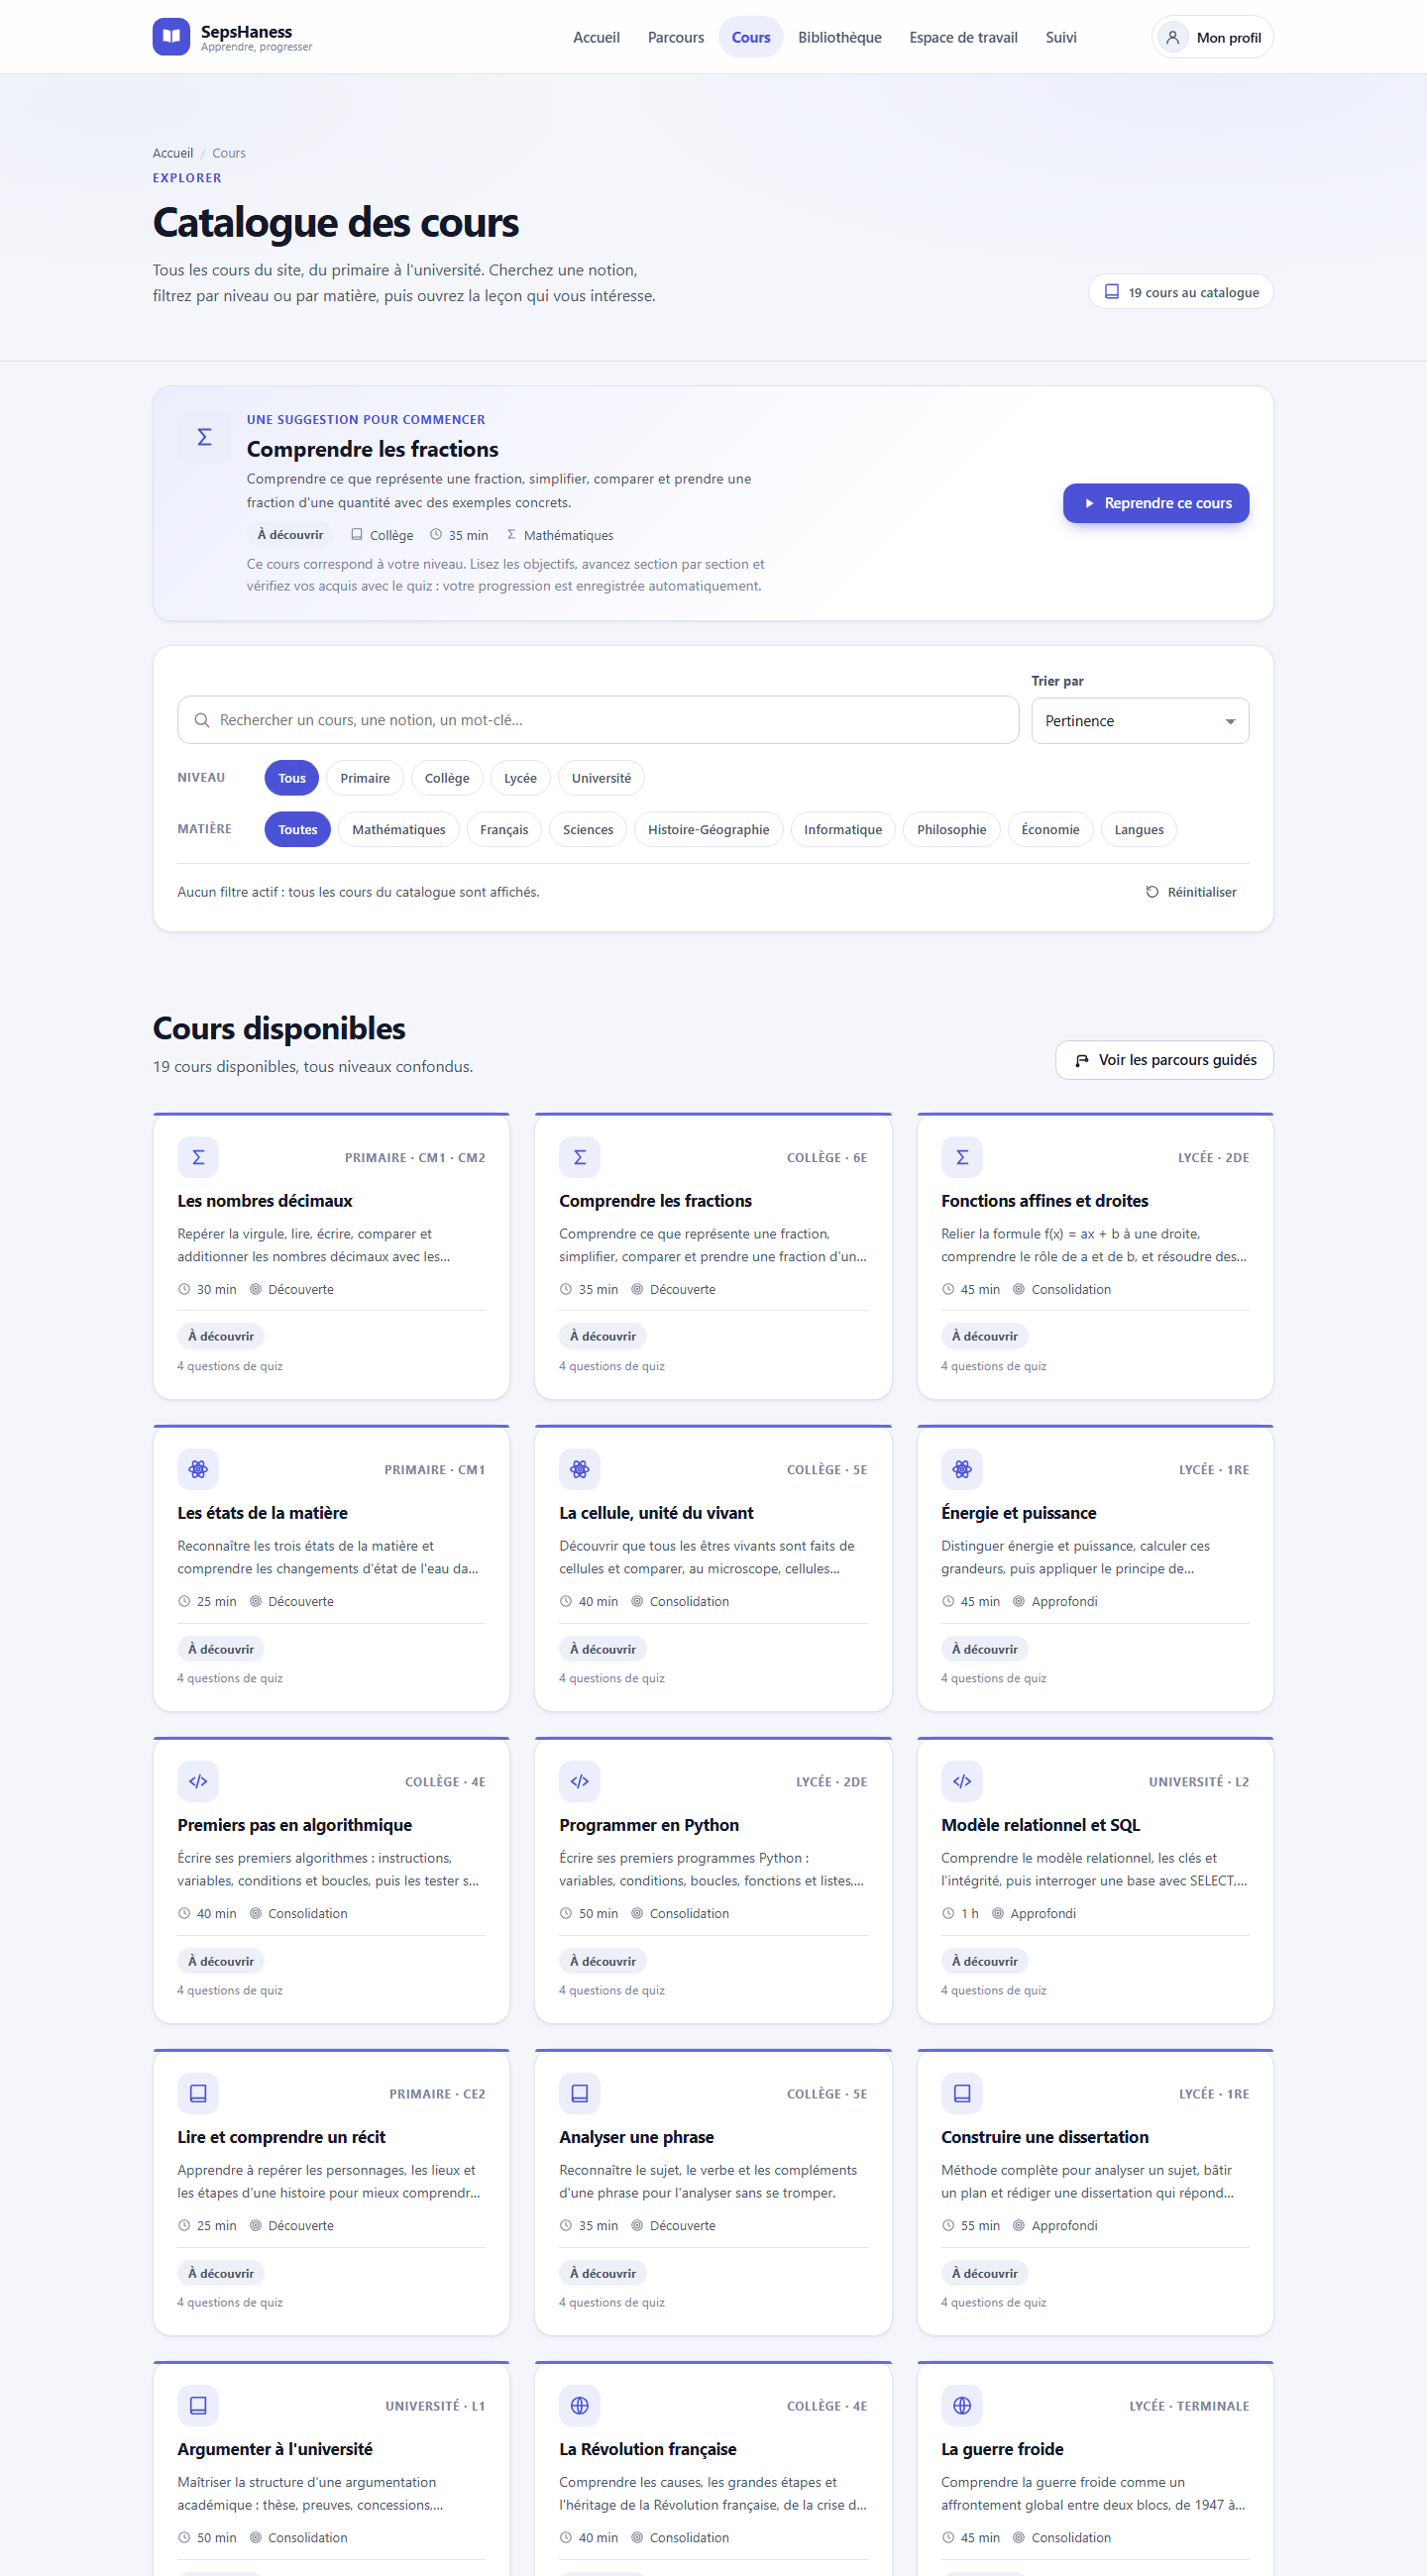 SepsHaness
Apprendre, progresser
Accueil
Parcours
Cours
Bibliothèque
Espace de travail
Suivi
Mon profil
Accueil / Cours
EXPLORER
Catalogue des cours
Tous les cours du site, du primaire à l'université. Cherchez une notion,
filtrez par niveau ou par matière, puis ouvrez la leçon qui vous intéresse.
19 cours au catalogue
UNE SUGGESTION POUR COMMENCER
Comprendre les fractions
Comprendre ce que représente une fraction, simplifier, comparer et prendre une
fraction d'une quantité avec des exemples concrets.
À découvrir
Collège
35 min
Mathématiques
Ce cours correspond à votre niveau. Lisez les objectifs, avancez section par section et
vérifiez vos acquis avec le quiz : votre progression est enregistrée automatiquement.
Reprendre ce cours
Trier par
Rechercher un cours, une notion, un mot-clé...
Pertinence
NIVEAU
Tous
Primaire
Collège
Lycée
Université
MATIÈRE
Toutes
Mathématiques
Français
Sciences
Histoire-Géographie
Informatique
Philosophie
Économie
Langues
Aucun filtre actif : tous les cours du catalogue sont affichés.
Réinitialiser
Cours disponibles
19 cours disponibles, tous niveaux confondus.
Voir les parcours guidés
PRIMAIRE · CM1 · CM2
Les nombres décimaux
Repérer la virgule, lire, écrire, comparer et
additionner les nombres décimaux avec les...
30 min
Découverte
À découvrir
4 questions de quiz
COLLÈGE · 6E
Comprendre les fractions
Comprendre ce que représente une fraction,
simplifier, comparer et prendre une fraction d'un...
35 min
Découverte
À découvrir
4 questions de quiz
LYCÉE · 2DE
Fonctions affines et droites
Relier la formule f(x) = ax + b à une droite,
comprendre le rôle de a et de b, et résoudre des...
45 min
Consolidation
À découvrir
4 questions de quiz
PRIMAIRE · CM1
Les états de la matière
Reconnaître les trois états de la matière et
comprendre les changements d'état de l'eau da...
25 min
Découverte
À découvrir
4 questions de quiz
COLLÈGE · 5E
La cellule, unité du vivant
Découvrir que tous les êtres vivants sont faits de
cellules et comparer, au microscope, cellules...
40 min
Consolidation
À découvrir
4 questions de quiz
LYCÉE · 1RE
Énergie et puissance
Distinguer énergie et puissance, calculer ces
grandeurs, puis appliquer le principe de...
45 min
Approfondi
À découvrir
4 questions de quiz
COLLÈGE · 4E
Premiers pas en algorithmique
Écrire ses premiers algorithmes : instructions,
variables, conditions et boucles, puis les tester s...
40 min
Consolidation
À découvrir
4 questions de quiz
LYCÉE · 2DE
Programmer en Python
Écrire ses premiers programmes Python :
variables, conditions, boucles, fonctions et listes,...
50 min
Consolidation
À découvrir
4 questions de quiz
UNIVERSITÉ · L2
Modèle relationnel et SQL
Comprendre le modèle relationnel, les clés et
l'intégrité, puis interroger une base avec SELECT,...
1 h
Approfondi
À découvrir
4 questions de quiz
PRIMAIRE · CE2
Lire et comprendre un récit
Apprendre à repérer les personnages, les lieux et
les étapes d'une histoire pour mieux comprendr...
25 min
Découverte
À découvrir
4 questions de quiz
COLLÈGE · 5E
Analyser une phrase
Reconnaître le sujet, le verbe et les compléments
d'une phrase pour l'analyser sans se tromper.
35 min
Découverte
À découvrir
4 questions de quiz
LYCÉE · 1RE
Construire une dissertation
Méthode complète pour analyser un sujet, bâtir
un plan et rédiger une dissertation qui répond...
55 min
Approfondi
À découvrir
4 questions de quiz
UNIVERSITÉ · L1
Argumenter à l'université
Maîtriser la structure d'une argumentation
académique : thèse, preuves, concessions,...
50 min
Consolidation
COLLÈGE · 4E
La Révolution française
Comprendre les causes, les grandes étapes et
l'héritage de la Révolution française, de la crise d...
40 min
Consolidation
LYCÉE · TERMINALE
La guerre froide
Comprendre la guerre froide comme un
affrontement global entre deux blocs, de 1947 à...
45 min
Consolidation